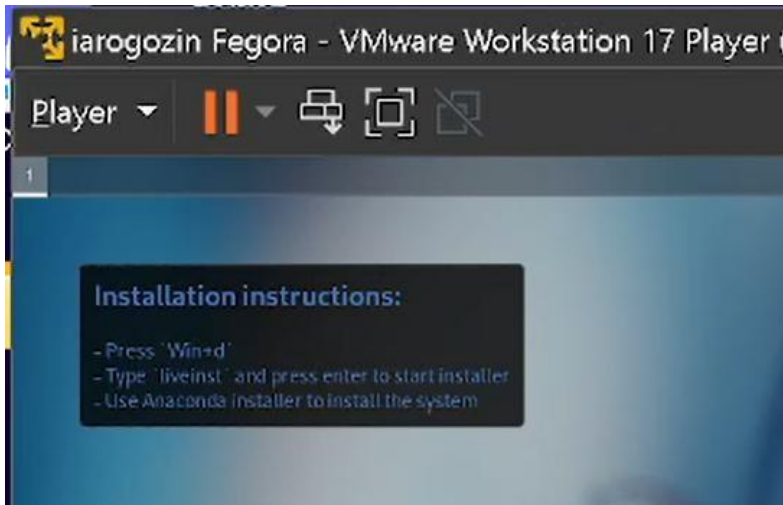 iarogozin Fegora - VMware Workstation 17 Player
Player
1
Installation instructions:
- Press `Win+d`
- Type `liveinst` and press enter to start installer
- Use Anaconda installer to install the system